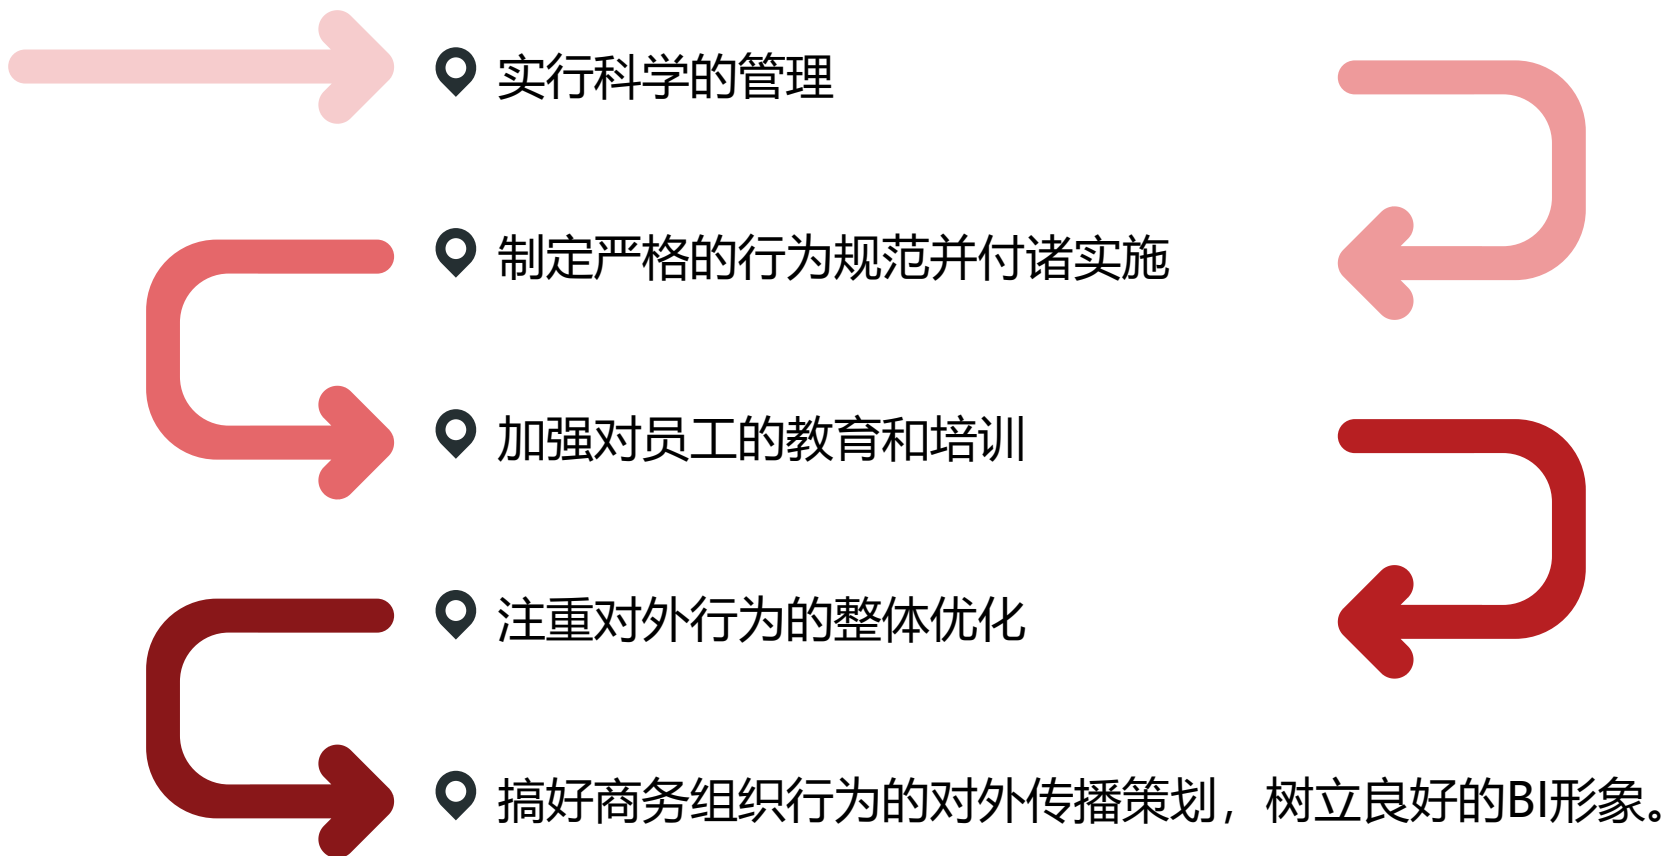 实行科学的管理
制定严格的行为规范并付诸实施
加强对员工的教育和培训
注重对外行为的整体优化
搞好商务组织行为的对外传播策划，树立良好的BI形象。